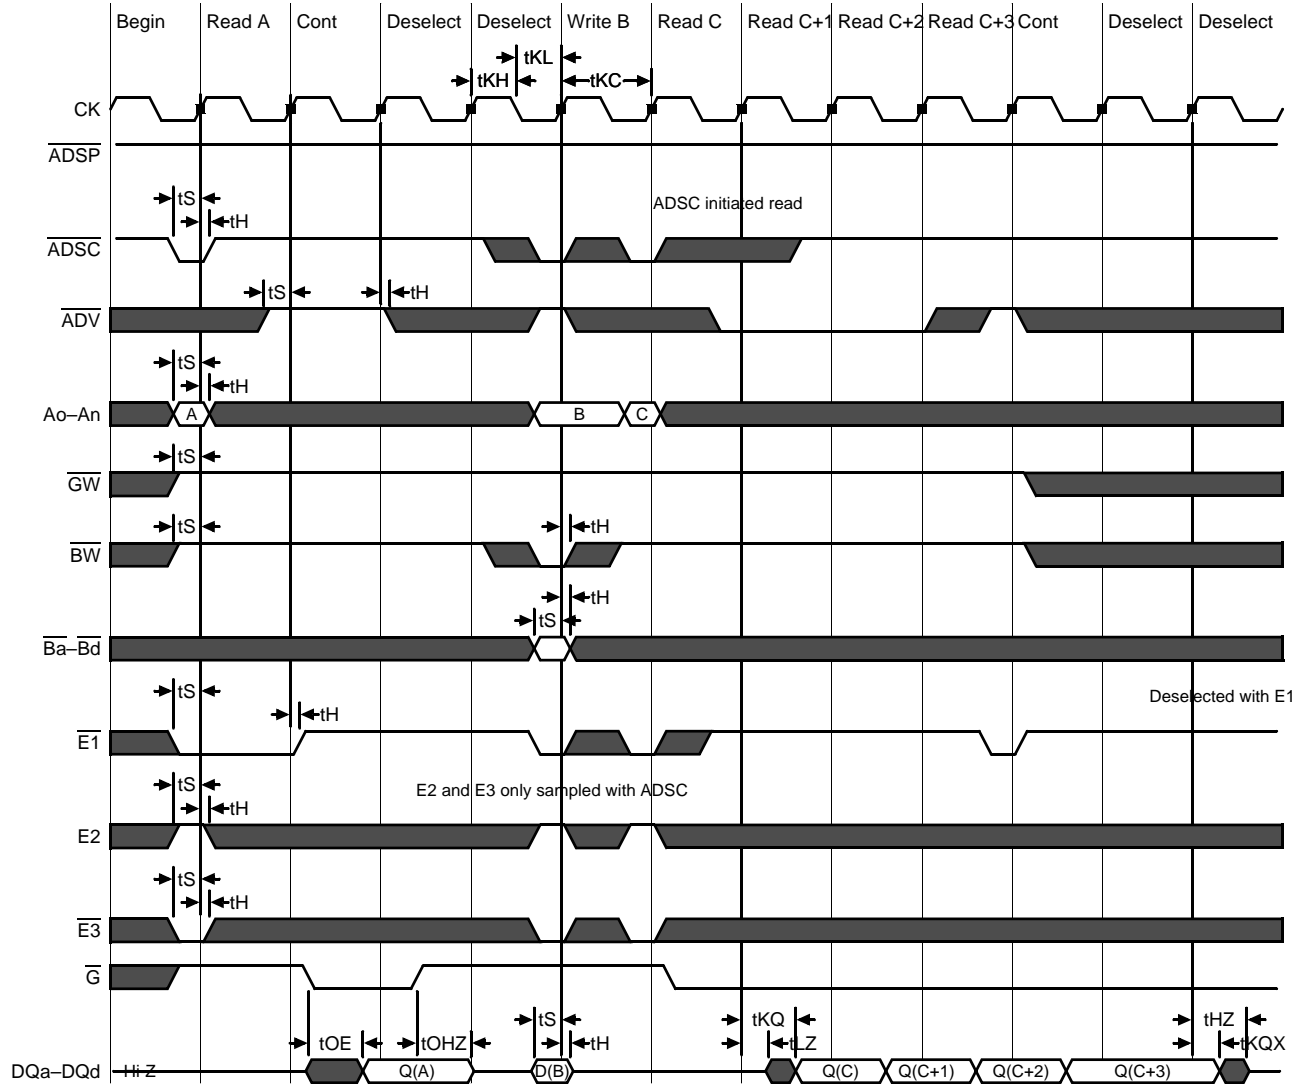 Begin Read A Cont Deselect Deselect Write B Read C Read C+1 Read C+2 Read C+3 Cont Deselect Deselect
tKL
tKH tKC
CK
ADSP
tS
ADSC initiated read
tH
ADSC
tS tH
ADV
tS
tH
Ao–An A B C
tS
GW
tS tH
BW
tH
tS
Ba–Bd
tS
Deselected with E1
tH
E1
tS
E2 and E3 only sampled with ADSC
tH
E2
tS
tH
E3
G
tS tKQ tHZ
tOE tOHZ tH tLZ tKQX
DQa–DQd Hi-Z Q(A) D(B) Q(C) Q(C+1) Q(C+2) Q(C+3)